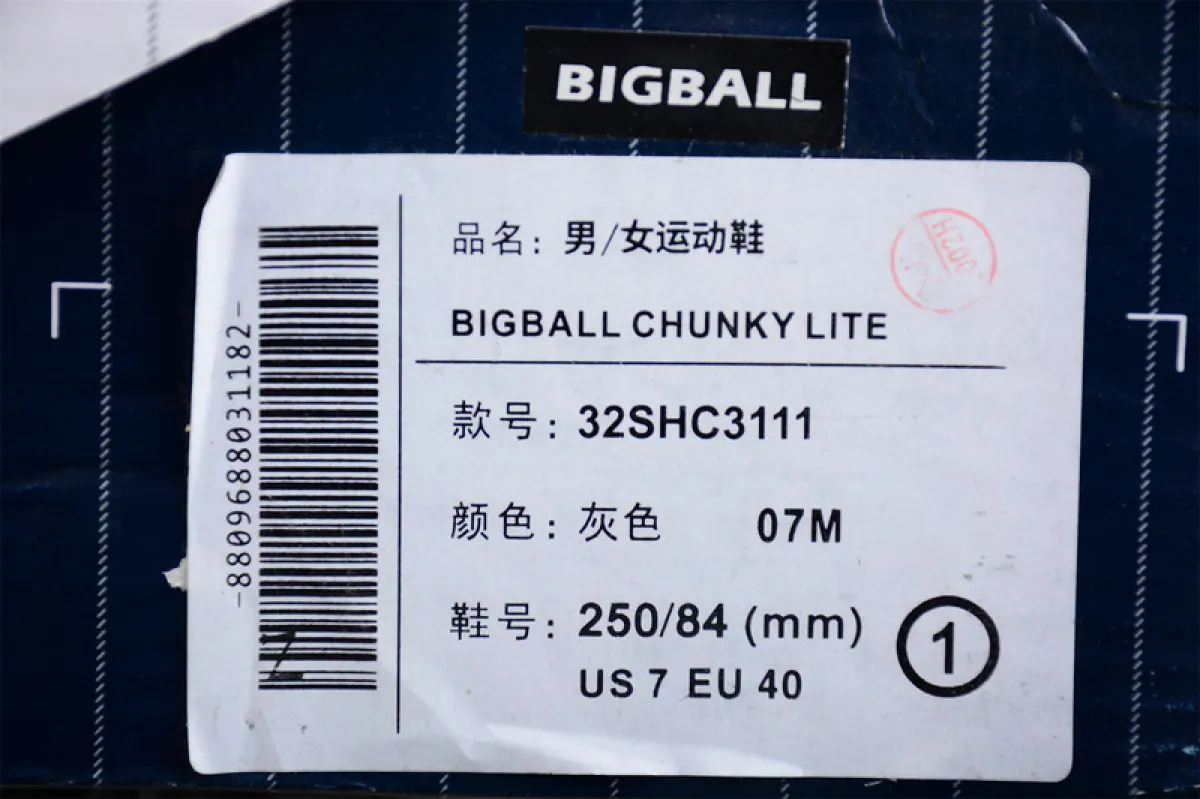 BIGBALL
品名: 男/女运动鞋
BIGBALL CHUNKY LITE
款号: 32SHC3111
颜色: 灰色 07M
鞋号: 250/84 (mm)
US 7 EU 40
1
-8809688031182-